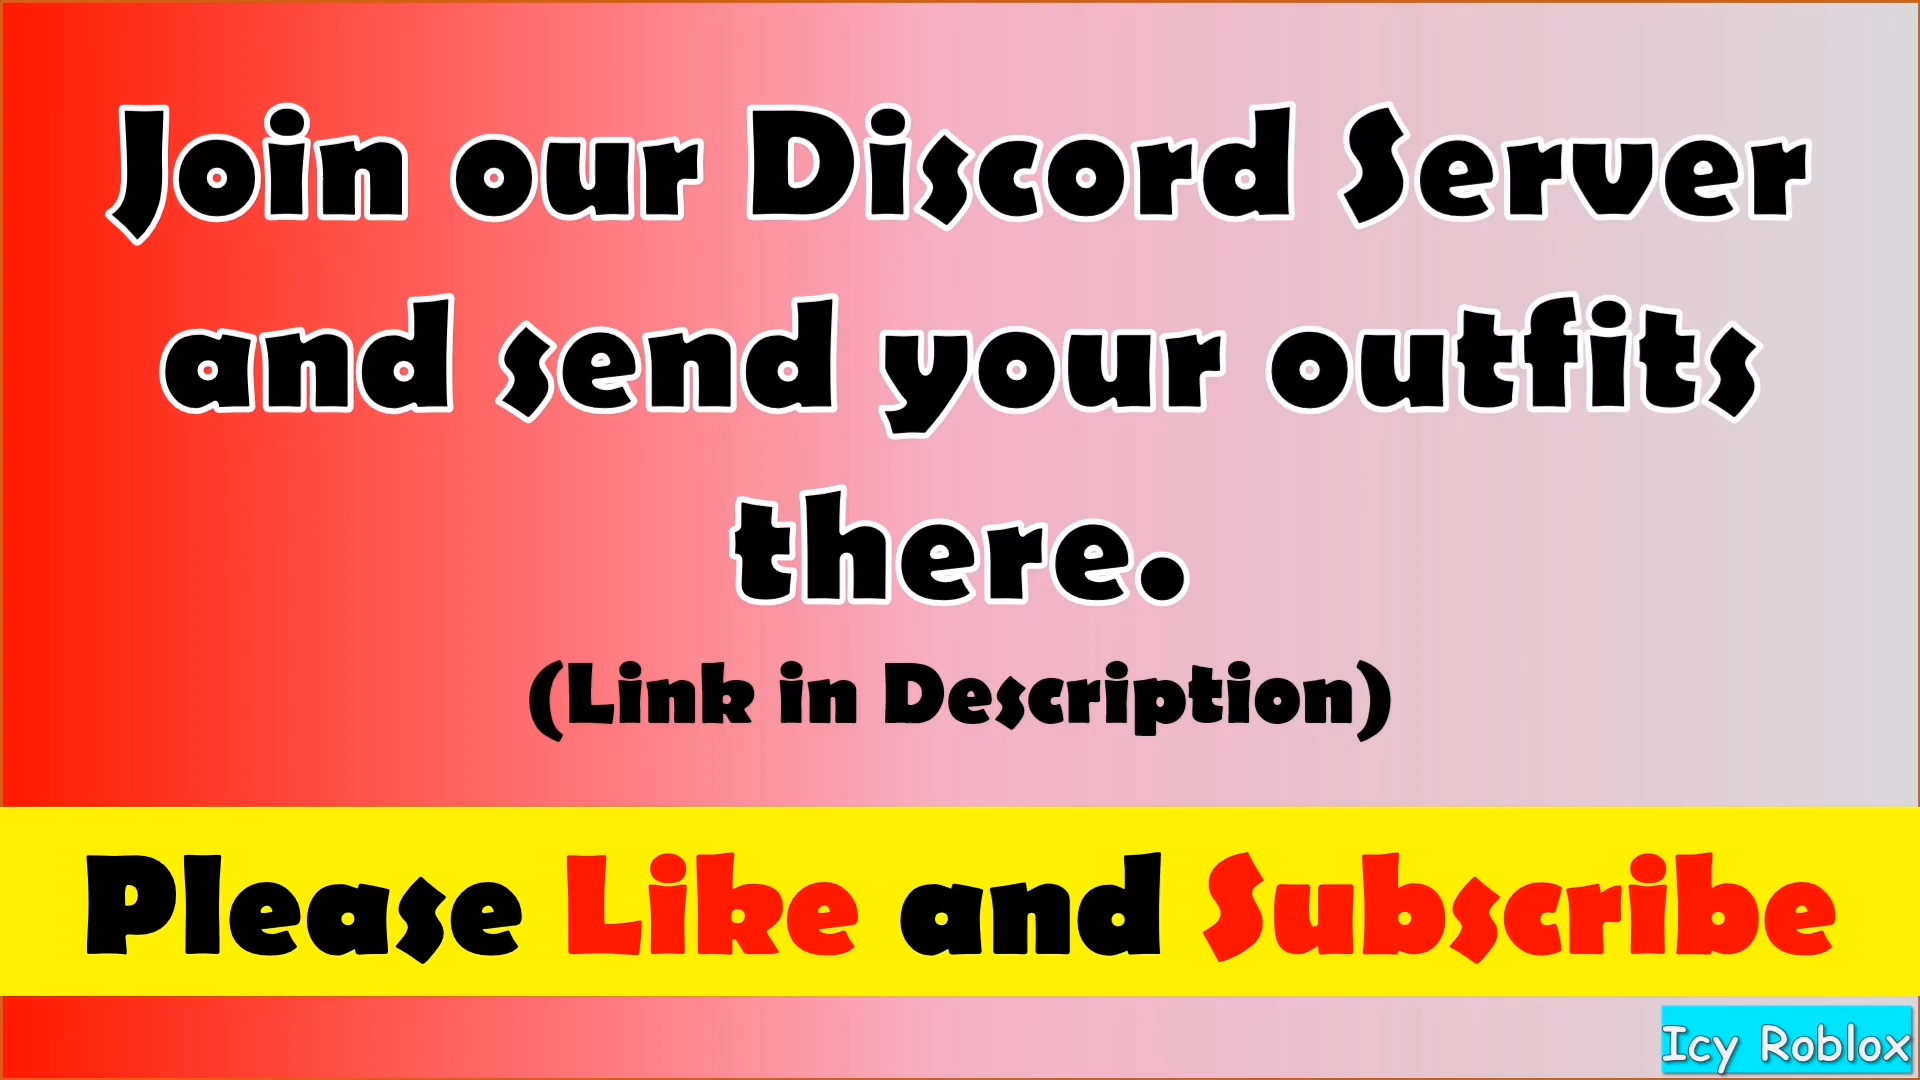 Join our Discord Server
and send your outfits
there.
(Link in Description)
Please Like and Subscribe
Icy Roblox